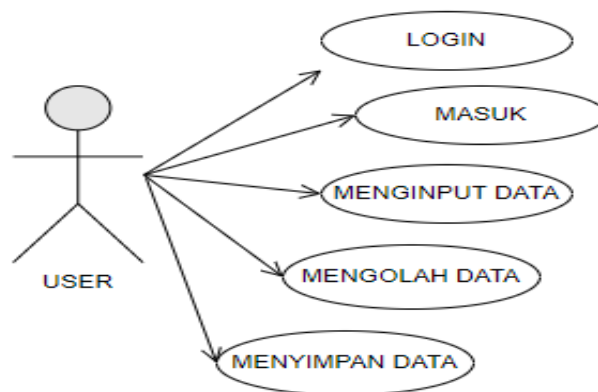 LOGIN
MASUK
MENGINPUT DATA
MENGOLAH DATA
USER
MENYIMPAN DATA